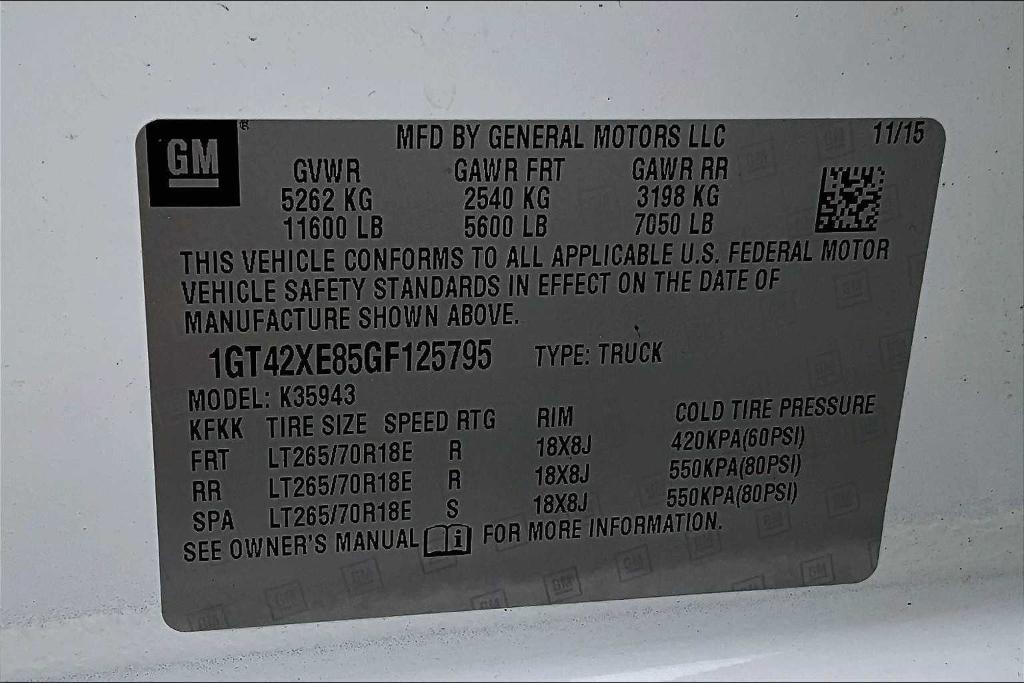 GM®
MFD BY GENERAL MOTORS LLC 11/15
GVWR GAWR FRT GAWR RR
5262 KG 2540 KG 3198 KG
11600 LB 5600 LB 7050 LB
THIS VEHICLE CONFORMS TO ALL APPLICABLE U.S. FEDERAL MOTOR
VEHICLE SAFETY STANDARDS IN EFFECT ON THE DATE OF
MANUFACTURE SHOWN ABOVE.
1GT42XE85GF125795 TYPE: TRUCK
MODEL: K35943
KFKK TIRE SIZE SPEED RTG RIM COLD TIRE PRESSURE
FRT LT265/70R18E R 18X8J 420KPA(60PSI)
RR LT265/70R18E R 18X8J 550KPA(80PSI)
SPA LT265/70R18E S 18X8J 550KPA(80PSI)
SEE OWNER'S MANUAL i FOR MORE INFORMATION.